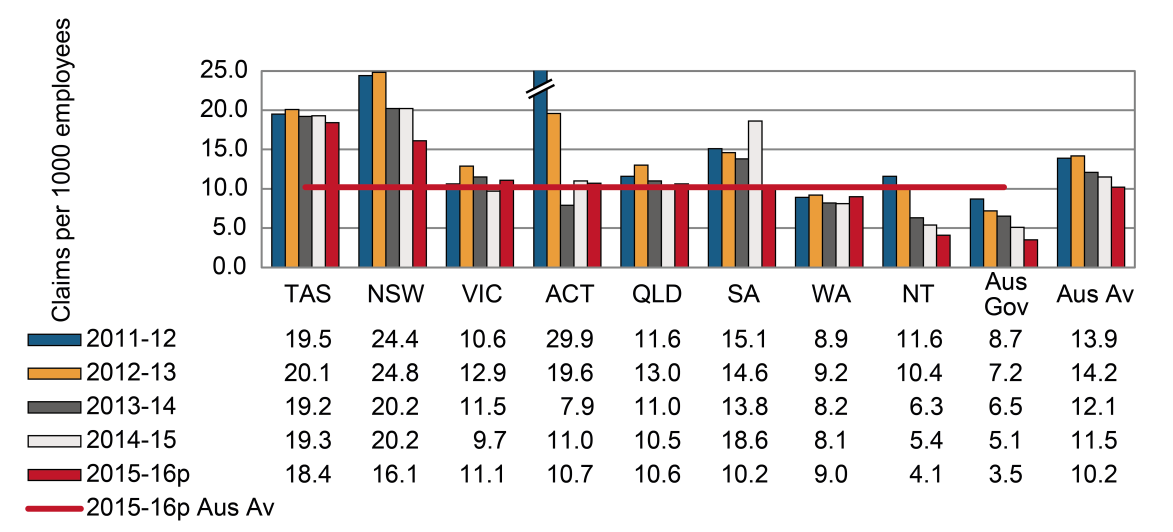 Claims per 1000 employees
25.0
20.0
15.0
10.0
5.0
0.0
TAS NSW VIC ACT QLD SA WA NT Aus Gov Aus Av
2011-12 19.5 24.4 10.6 29.9 11.6 15.1 8.9 11.6 8.7 13.9
2012-13 20.1 24.8 12.9 19.6 13.0 14.6 9.2 10.4 7.2 14.2
2013-14 19.2 20.2 11.5 7.9 11.0 13.8 8.2 6.3 6.5 12.1
2014-15 19.3 20.2 9.7 11.0 10.5 18.6 8.1 5.4 5.1 11.5
2015-16p 18.4 16.1 11.1 10.7 10.6 10.2 9.0 4.1 3.5 10.2
2015-16p Aus Av